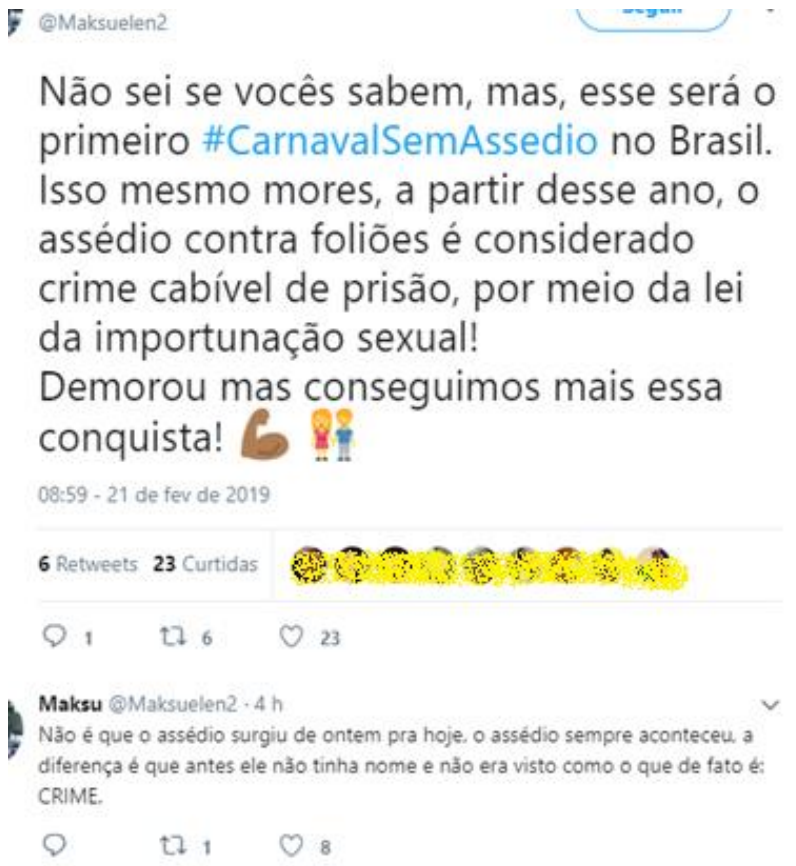 @Maksuelen2
Seguir
Não sei se vocês sabem, mas, esse será o
primeiro #CarnavalSemAssedio no Brasil.
Isso mesmo mores, a partir desse ano, o
assédio contra foliões é considerado
crime cabível de prisão, por meio da lei
da importunação sexual!
Demorou mas conseguimos mais essa
conquista! 💪🏾 👫
08:59 - 21 de fev de 2019
6 Retweets 23 Curtidas
1 6 23
Maksu @Maksuelen2 · 4 h
Não é que o assédio surgiu de ontem pra hoje, o assédio sempre aconteceu, a
diferença é que antes ele não tinha nome e não era visto como o que de fato é:
CRIME.
1 8